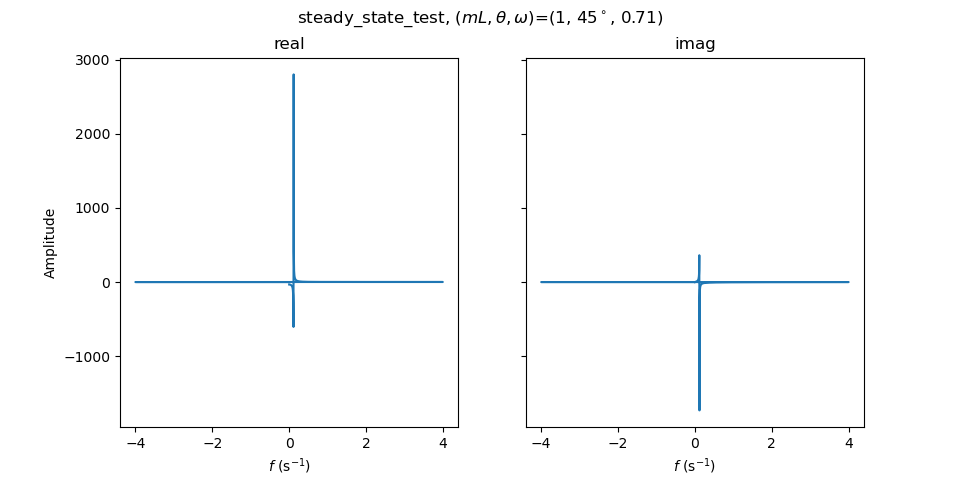 steady_state_test, (mL, θ, ω)=(1, 45°, 0.71)
real
imag
3000
2000
1000
0
−1000
Amplitude
−4 −2 0 2 4
−4 −2 0 2 4
f (s⁻¹)
f (s⁻¹)